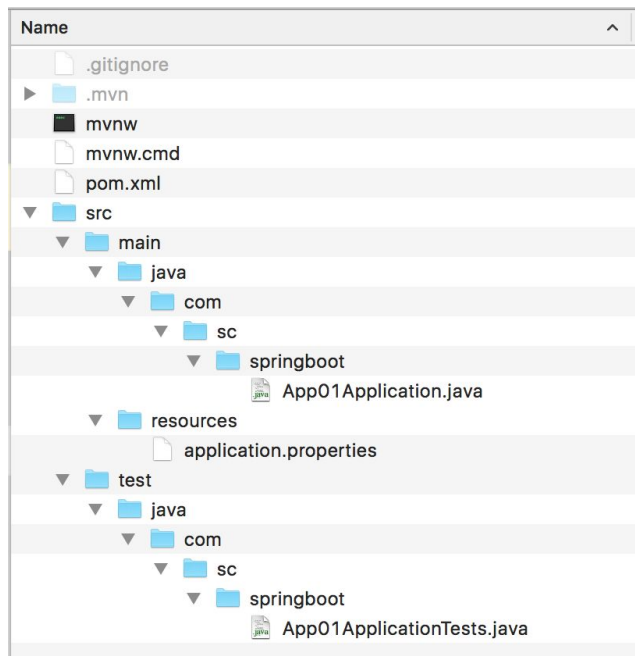 Name
.gitignore
.mvn
mvnw
mvnw.cmd
pom.xml
src
main
java
com
sc
springboot
App01Application.java
resources
application.properties
test
java
com
sc
springboot
App01ApplicationTests.java